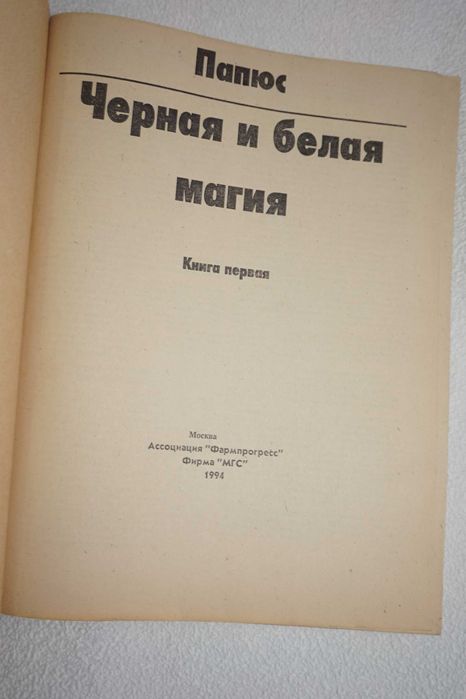 Папюс
Черная и белая
магия
Книга первая
Москва
Ассоциация "Фармпрогресс"
Фирма "МГС"
1994